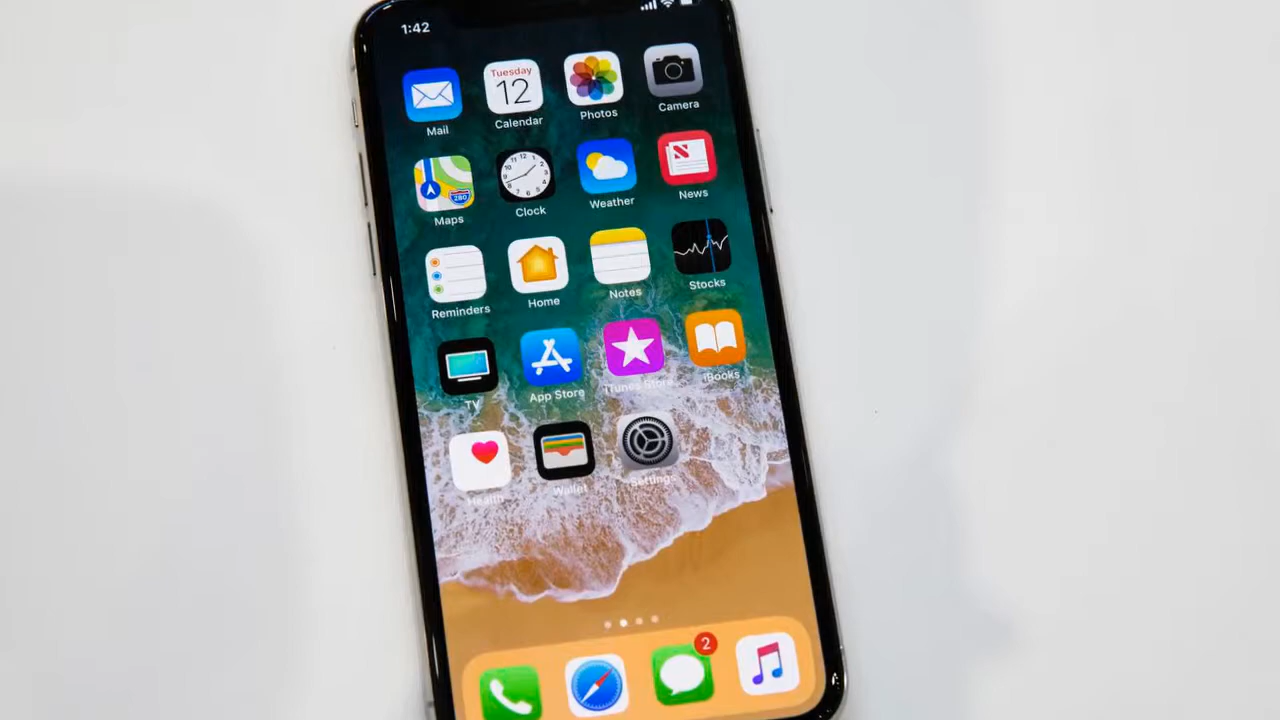 1:42
Tuesday
12
Mail
Calendar
Photos
Camera
280
Maps
Clock
Weather
News
Reminders
Home
Notes
Stocks
TV
App Store
iTunes Store
iBooks
Health
Wallet
Settings
2